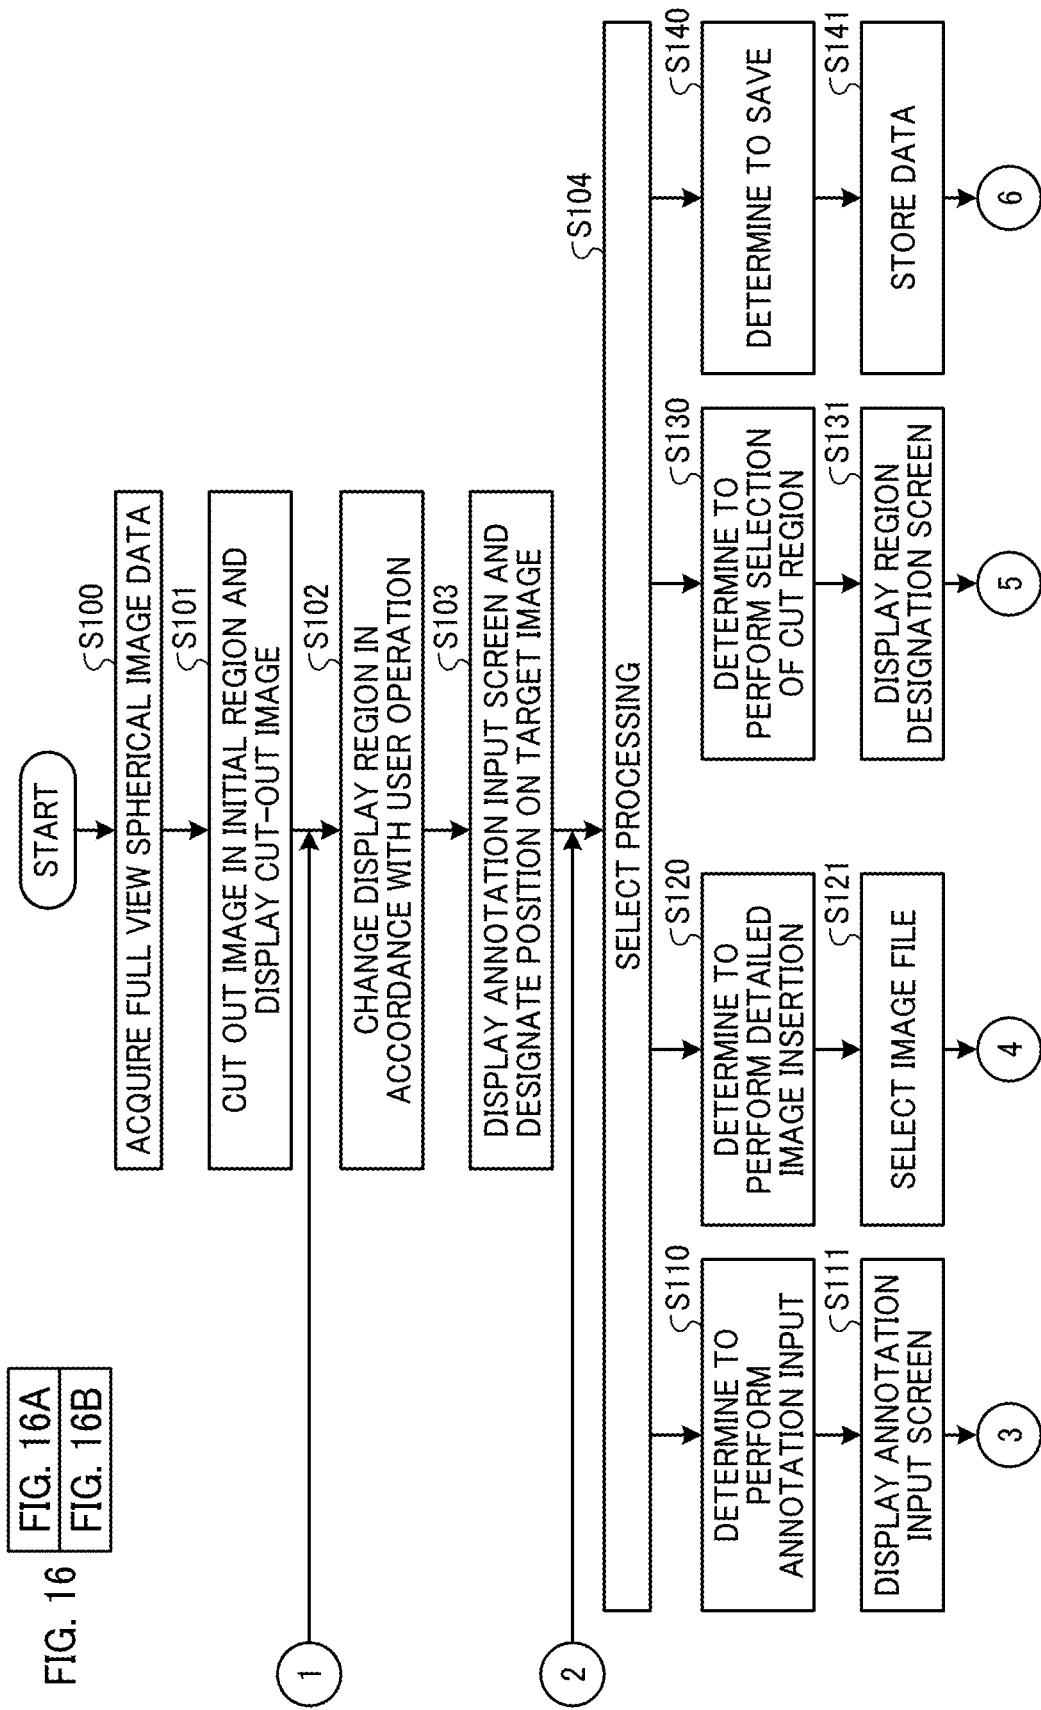 FIG. 16
FIG. 16A
FIG. 16B
START
S100
ACQUIRE FULL VIEW SPHERICAL IMAGE DATA
S101
CUT OUT IMAGE IN INITIAL REGION AND
DISPLAY CUT-OUT IMAGE
1
S102
CHANGE DISPLAY REGION IN
ACCORDANCE WITH USER OPERATION
S103
DISPLAY ANNOTATION INPUT SCREEN AND
DESIGNATE POSITION ON TARGET IMAGE
2
S104
SELECT PROCESSING
S110
DETERMINE TO
PERFORM
ANNOTATION INPUT
S111
DISPLAY ANNOTATION
INPUT SCREEN
3
S120
DETERMINE TO
PERFORM DETAILED
IMAGE INSERTION
S121
SELECT IMAGE FILE
4
S130
DETERMINE TO
PERFORM SELECTION
OF CUT REGION
S131
DISPLAY REGION
DESIGNATION SCREEN
5
S140
DETERMINE TO SAVE
S141
STORE DATA
6